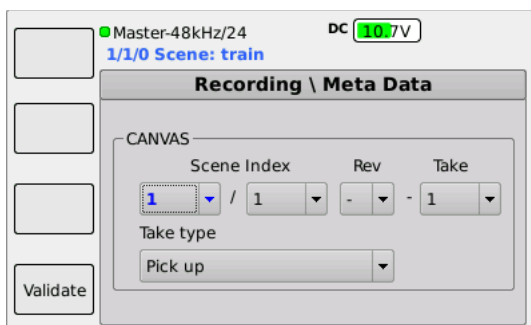 Master-48kHz/24 DC 10.7V
1/1/0 Scene: train
Recording \ Meta Data
CANVAS
Scene Index Rev Take
1 / 1 - - 1
Take type
Pick up
Validate